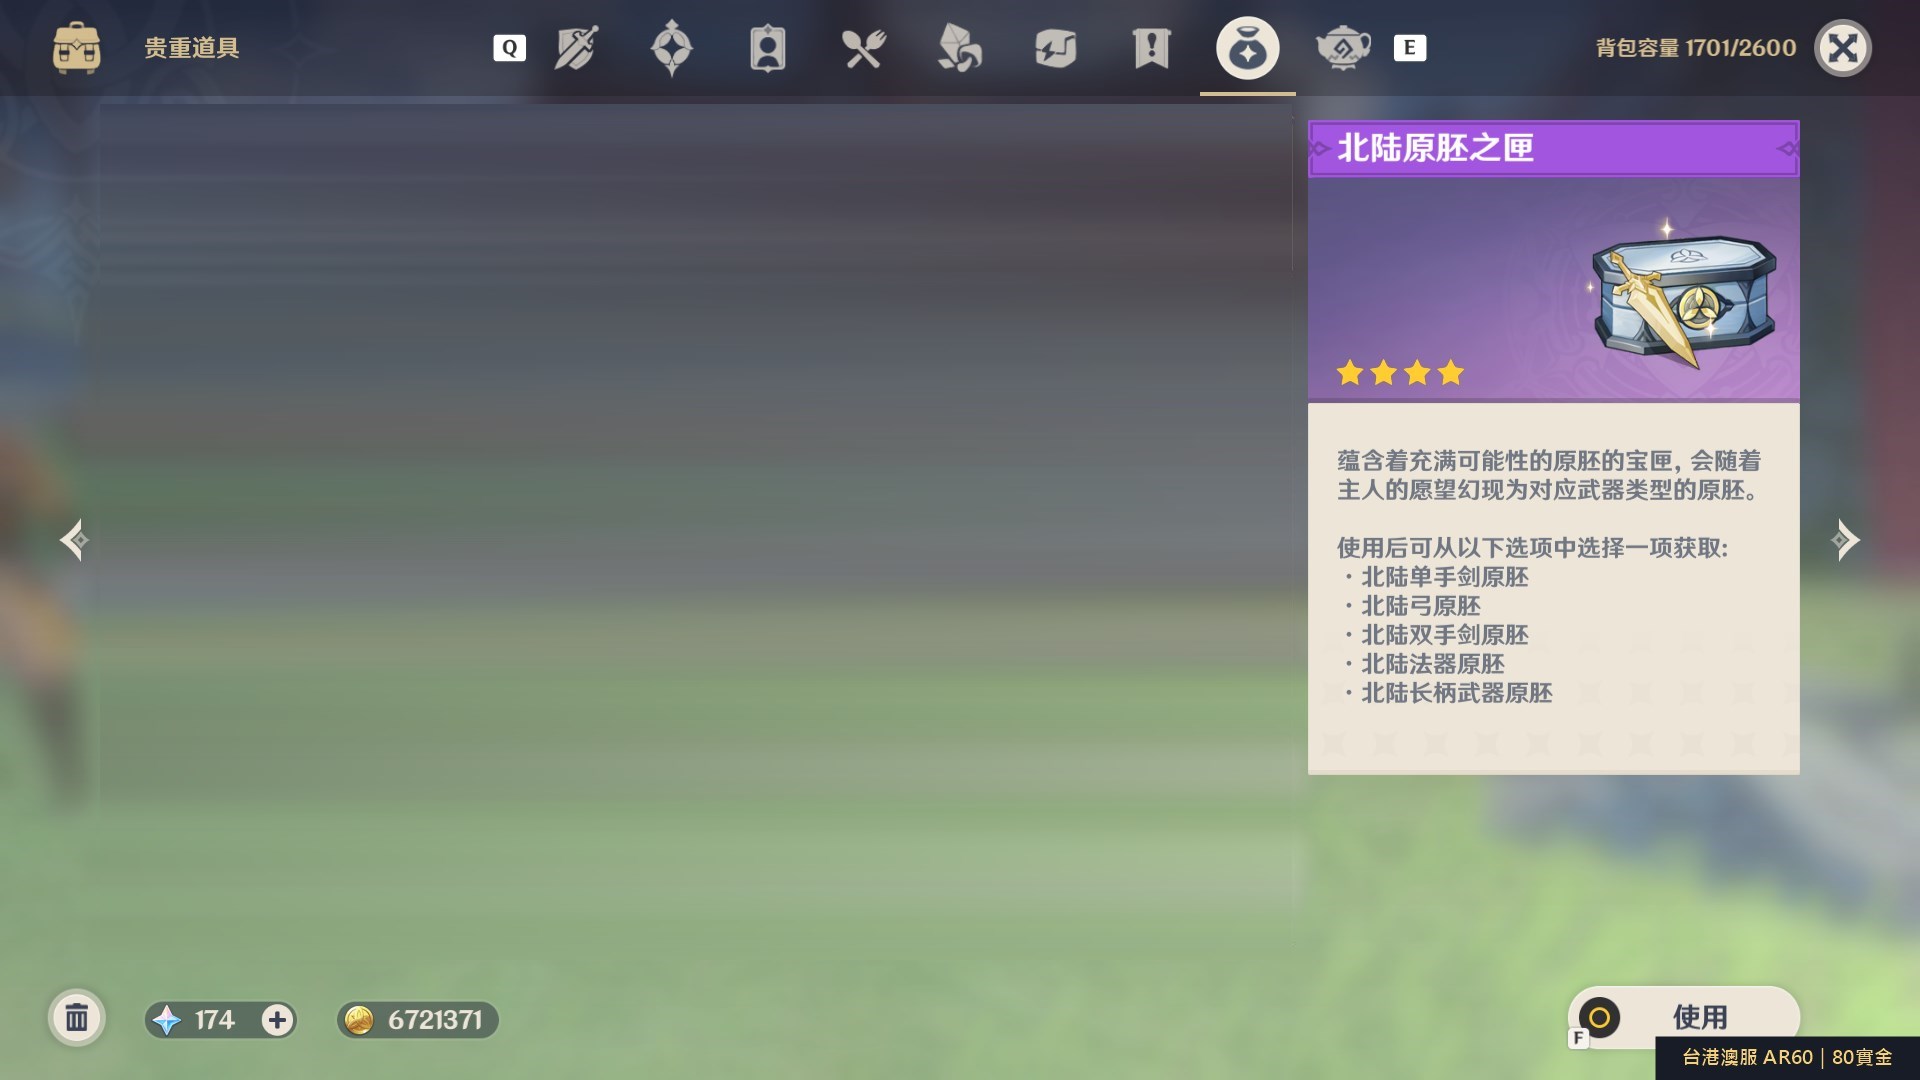 贵重道具
Q
E
背包容量 1701/2600
北陆原胚之匣
蕴含着充满可能性的原胚的宝匣，会随着
主人的愿望幻现为对应武器类型的原胚。
使用后可从以下选项中选择一项获取:
·北陆单手剑原胚
·北陆弓原胚
·北陆双手剑原胚
·北陆法器原胚
·北陆长柄武器原胚
174
6721371
使用
F
台港澳服 AR60｜80實金